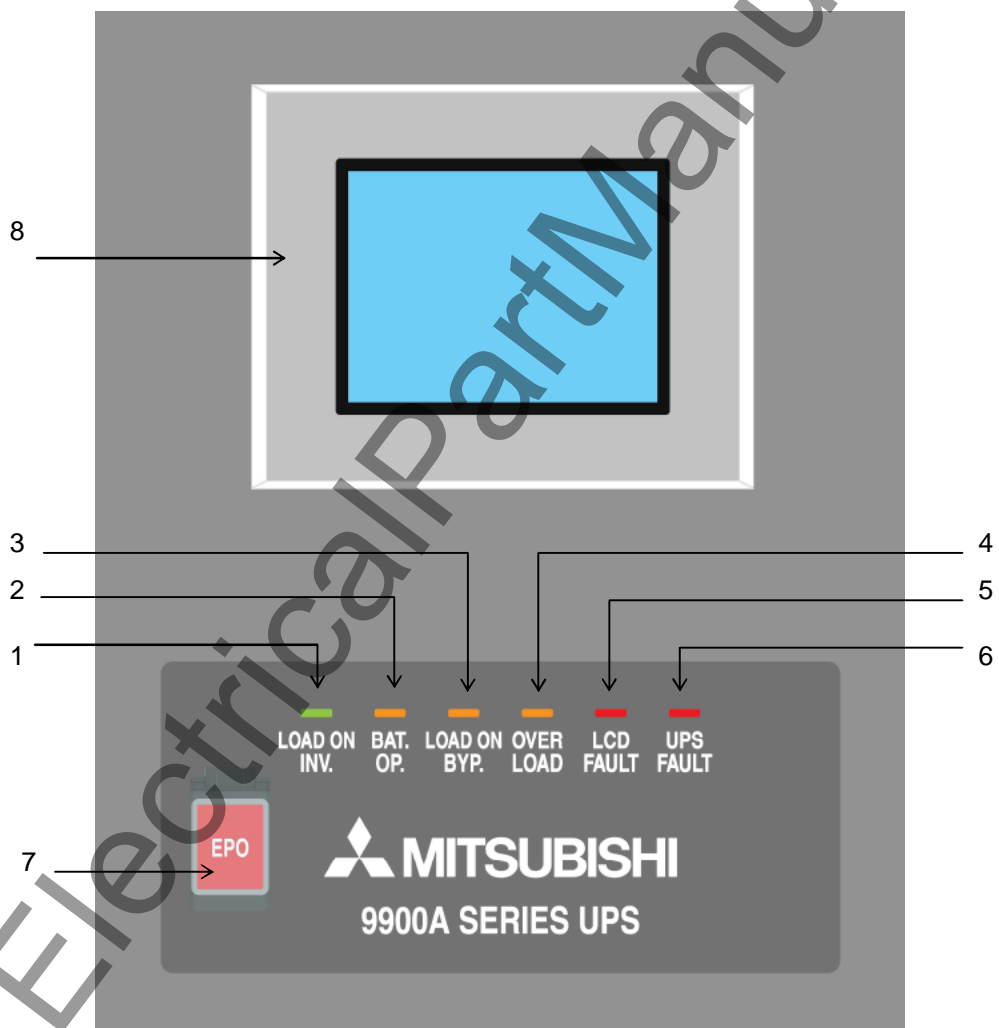 8
3
4
2
5
1
6
LOAD ON INV.
BAT. OP.
LOAD ON BYP.
OVER LOAD
LCD FAULT
UPS FAULT
7
EPO
MITSUBISHI
9900A SERIES UPS